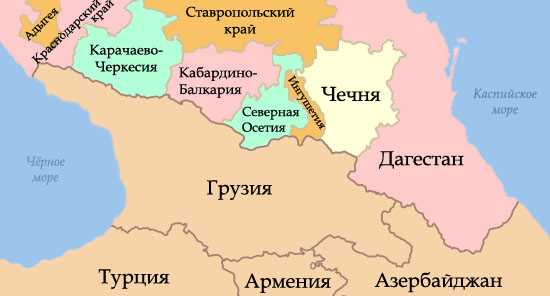 Ставропольский
край
Адыгея
Краснодарский
край
Карачаево-
Черкесия
Кабардино-
Балкария
Ингушетия
Чечня
Каспийское
море
Северная
Осетия
Чёрное
море
Дагестан
Грузия
Турция
Армения
Азербайджан